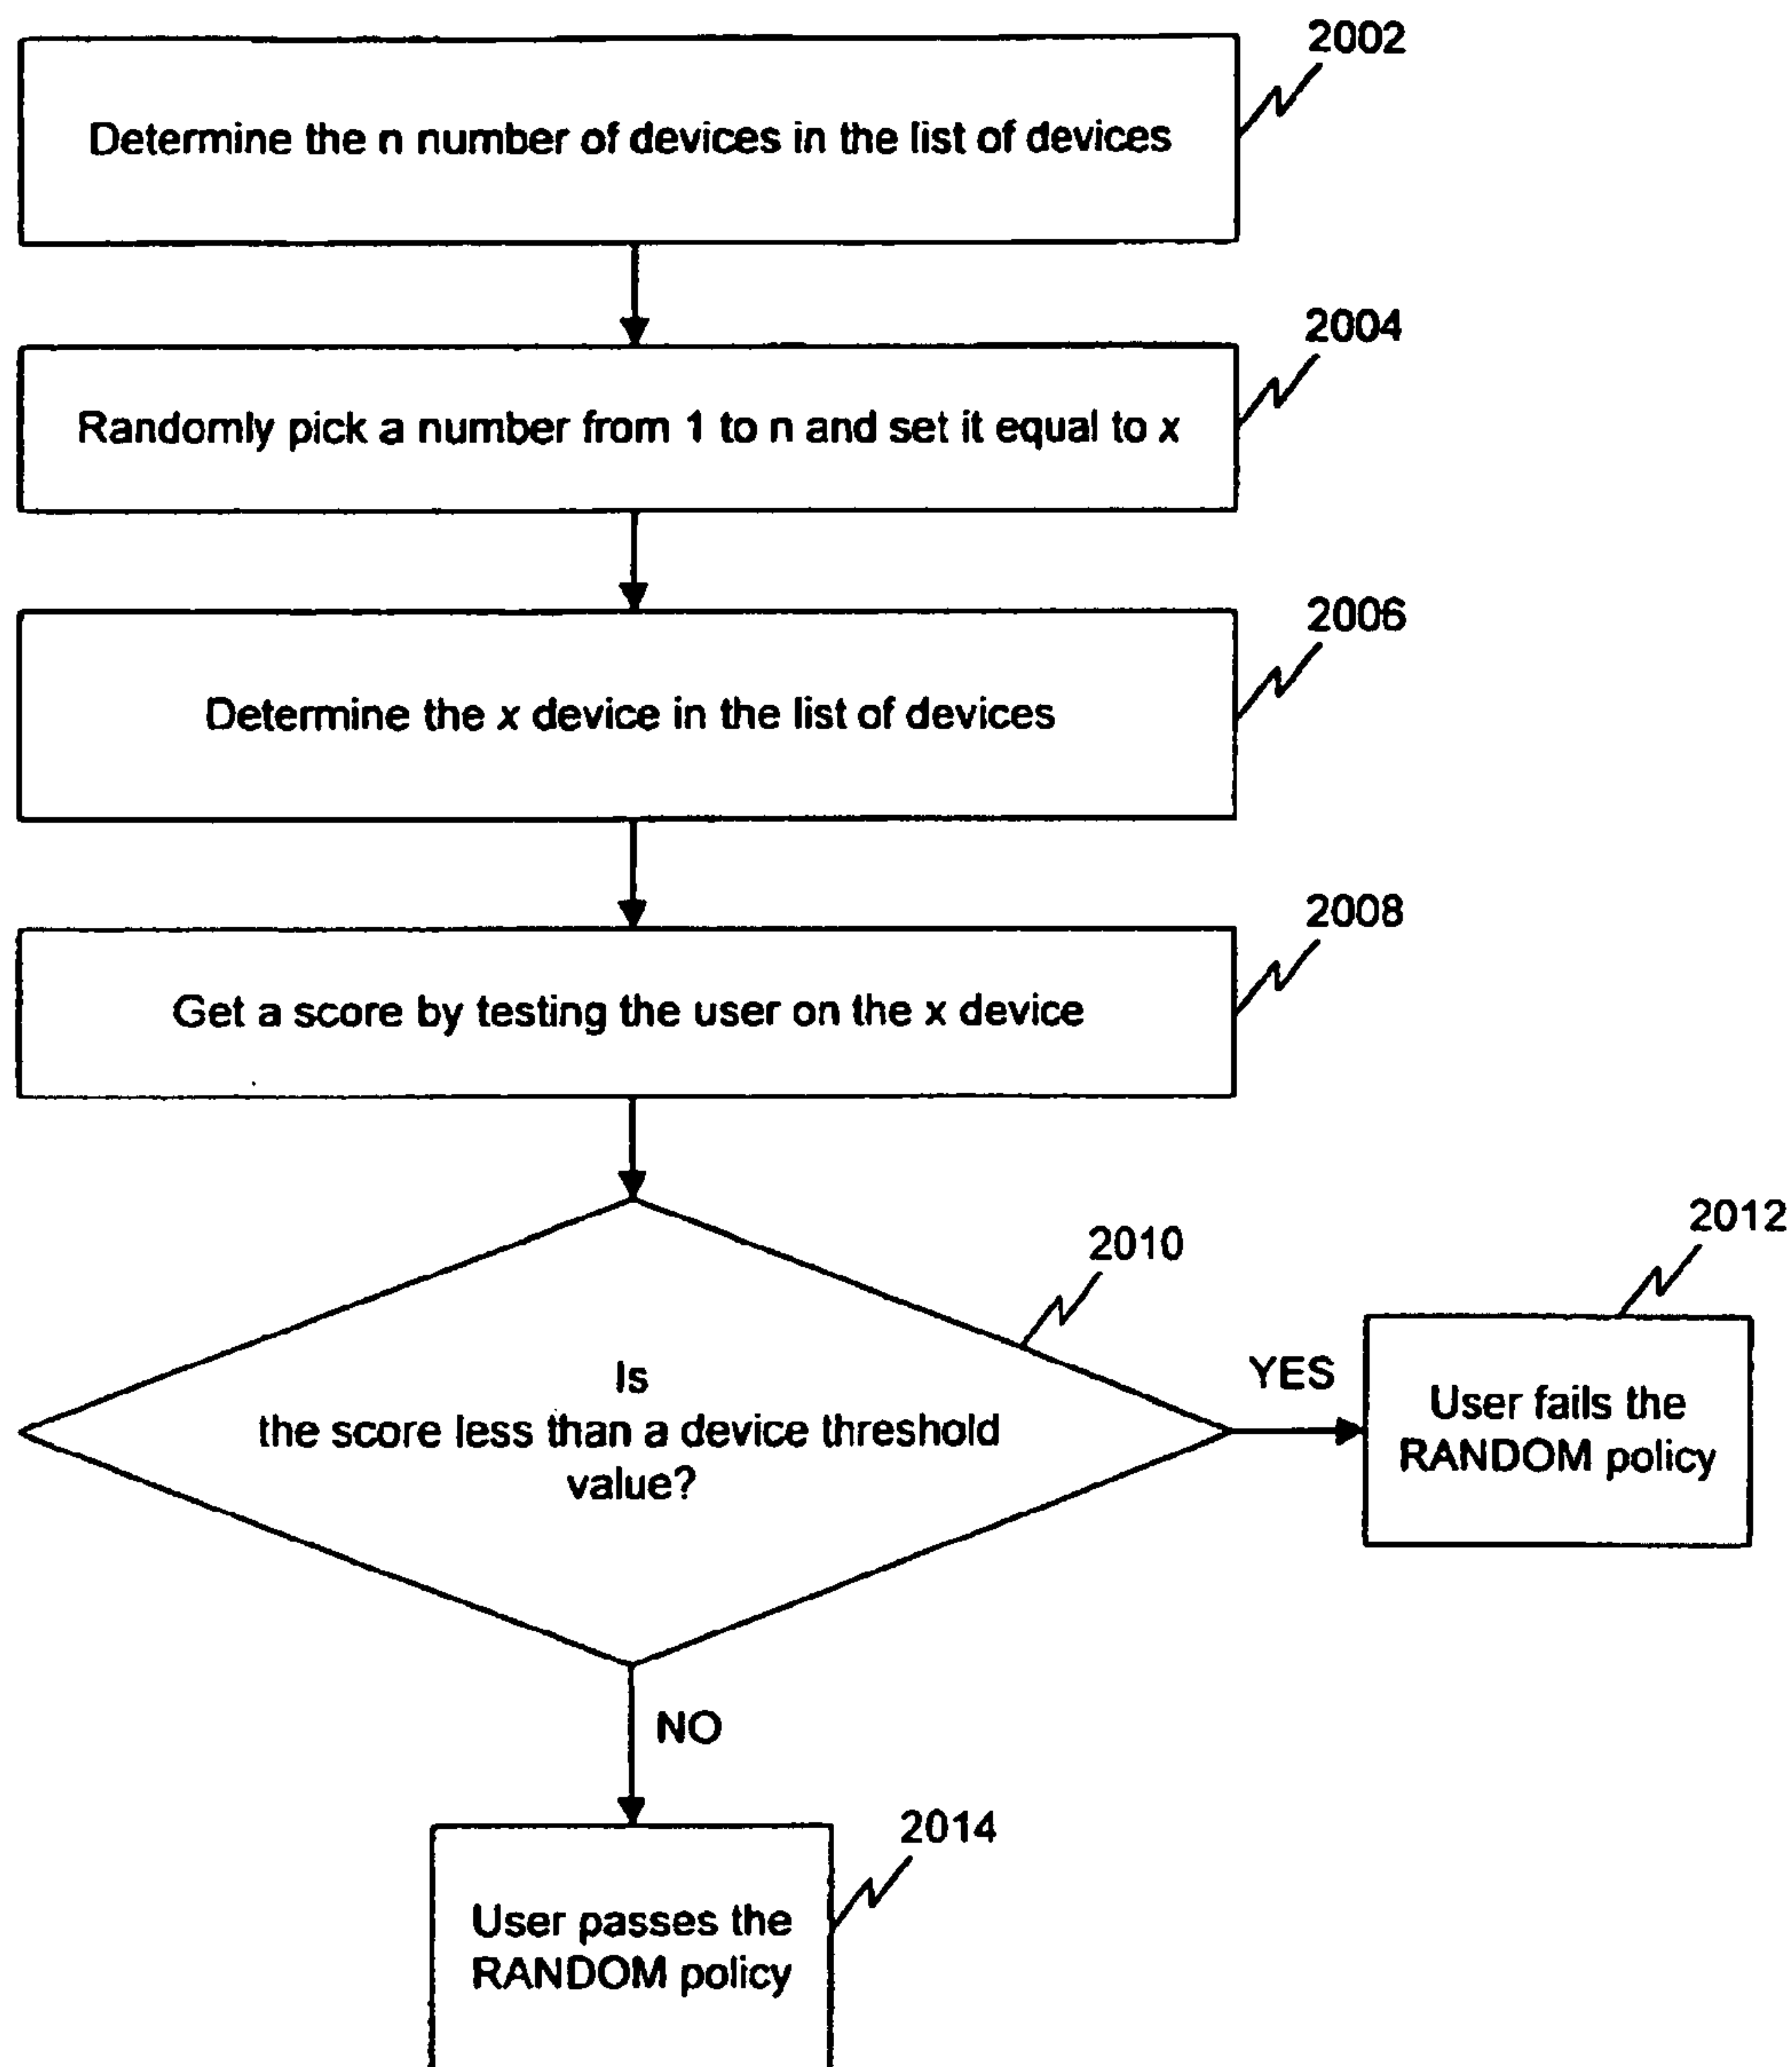 2002
Determine the n number of devices in the list of devices
2004
Randomly pick a number from 1 to n and set it equal to x
2006
Determine the x device in the list of devices
2008
Get a score by testing the user on the x device
2010
2012
Is
the score less than a device threshold
value?
YES
User fails the
RANDOM policy
NO
2014
User passes the
RANDOM policy